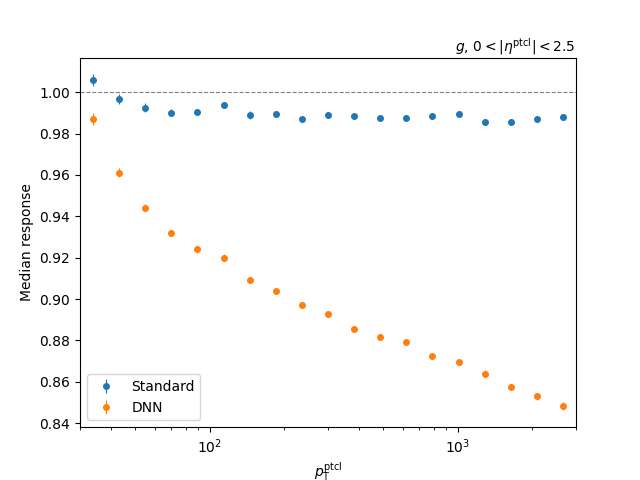 g, 0 < |η^ptcl| < 2.5
Median response
1.00
0.98
0.96
0.94
0.92
0.90
0.88
0.86
0.84
Standard
DNN
10^2
10^3
p_T^ptcl